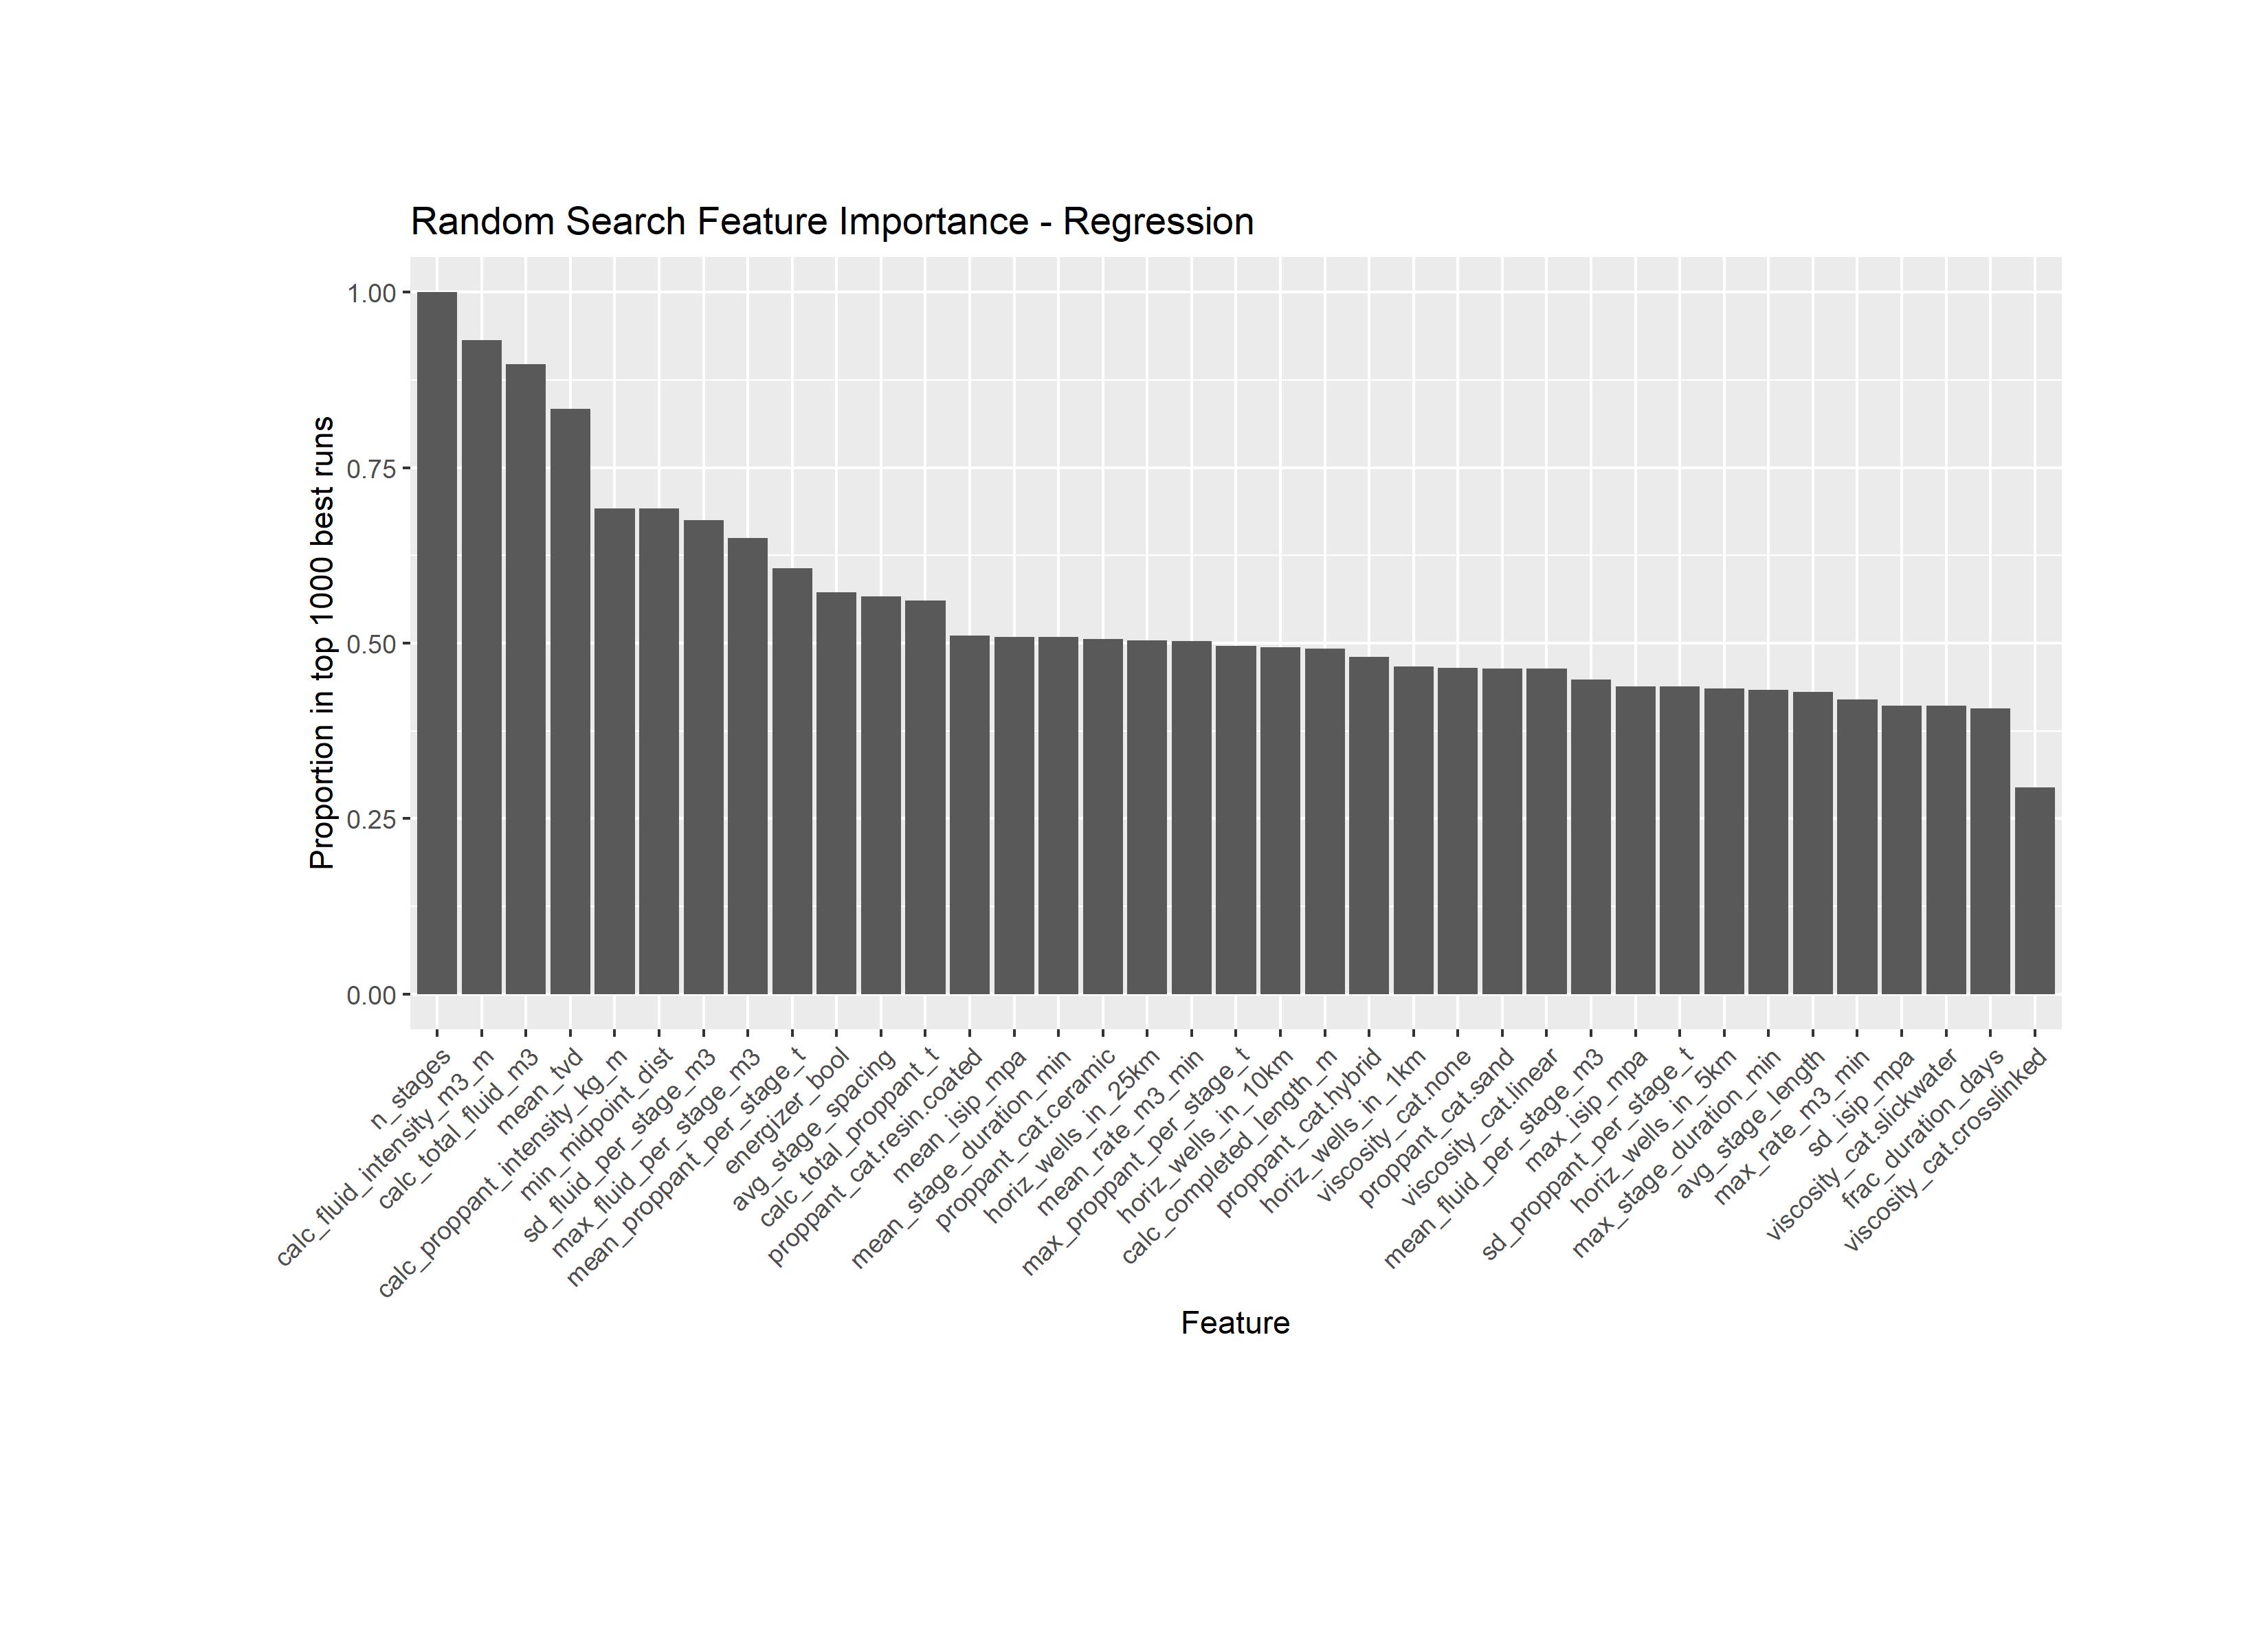 Random Search Feature Importance - Regression
Proportion in top 1000 best runs
1.00
0.75
0.50
0.25
0.00
n_stages
calc_fluid_intensity_m3_m
calc_total_fluid_m3
mean_tvd
calc_proppant_intensity_kg_m
min_midpoint_dist
sd_fluid_per_stage_m3
max_fluid_per_stage_m3
mean_proppant_per_stage_t
energizer_bool
avg_stage_spacing
calc_total_proppant_t
proppant_cat.resin.coated
mean_isip_mpa
mean_stage_duration_min
proppant_cat.ceramic
horiz_wells_in_25km
mean_rate_m3_min
max_proppant_per_stage_t
horiz_wells_in_10km
calc_completed_length_m
proppant_cat.hybrid
horiz_wells_in_1km
viscosity_cat.none
proppant_cat.sand
viscosity_cat.linear
mean_fluid_per_stage_m3
max_isip_mpa
sd_proppant_per_stage_t
horiz_wells_in_5km
max_stage_duration_min
avg_stage_length
max_rate_m3_min
sd_isip_mpa
viscosity_cat.slickwater
frac_duration_days
viscosity_cat.crosslinked
Feature